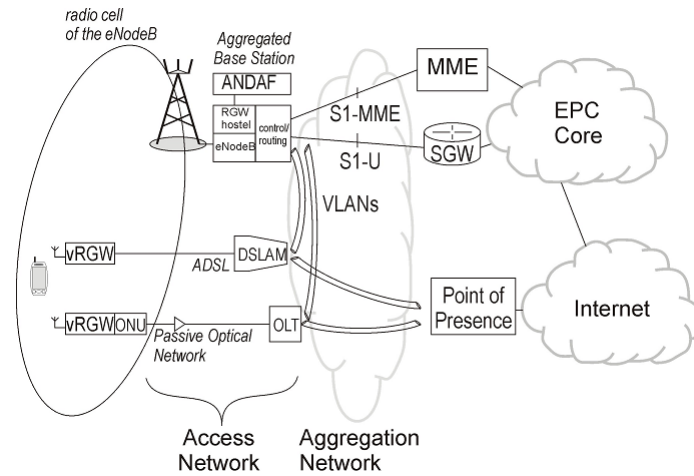 radio cell
of the eNodeB
Aggregated
Base Station
ANDAF
RGW
hostel
eNodeB
control/
routing
S1-MME
S1-U
VLANs
MME
SGW
EPC
Core
vRGW
ADSL
DSLAM
vRGW
ONU
Passive Optical
Network
OLT
Point of
Presence
Internet
Access
Network
Aggregation
Network